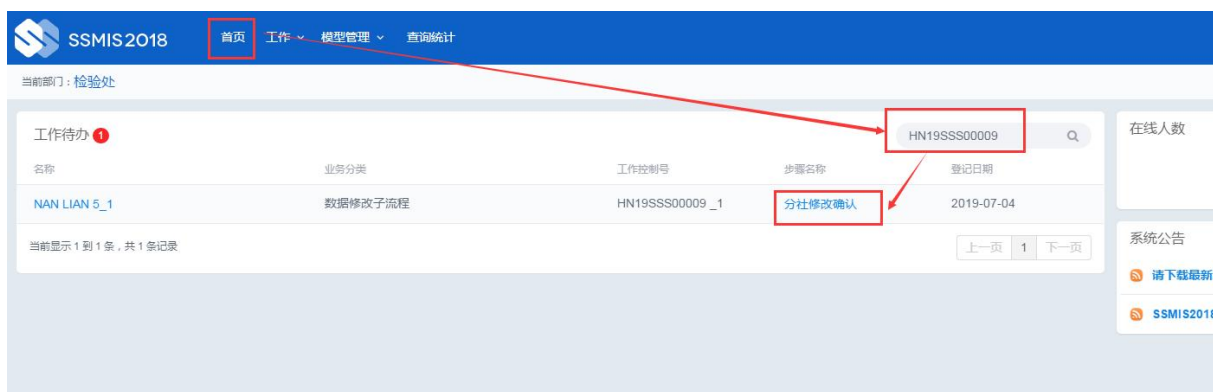 SSMIS2018 首页 工作 模型管理 查询统计
当前部门：检验处
工作待办 1 HN19SSS00009 在线人数
名称 业务分类 工作控制号 步骤名称 登记日期
NAN LIAN 5_1 数据修改子流程 HN19SSS00009 _1 分社修改确认 2019-07-04
当前显示 1 到 1 条，共 1 条记录 上一页 1 下一页
系统公告
请下载最新
SSMIS2018